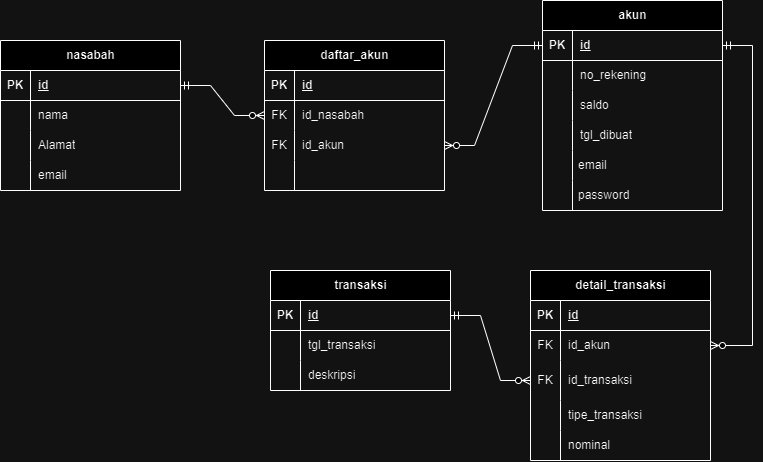 nasabah
PK id
nama
Alamat
email
daftar_akun
PK id
FK id_nasabah
FK id_akun
akun
PK id
no_rekening
saldo
tgl_dibuat
email
password
transaksi
PK id
tgl_transaksi
deskripsi
detail_transaksi
PK id
FK id_akun
FK id_transaksi
tipe_transaksi
nominal